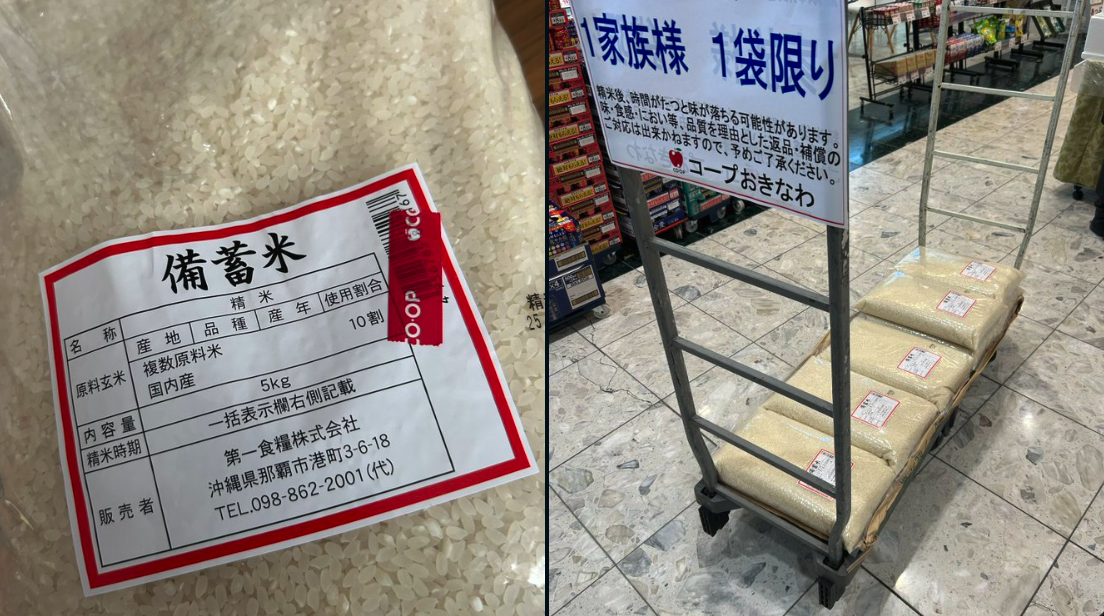 備蓄米
名称 精米
原料玄米 産地 品種 産年 使用割合
複数原料米
国内産 10割
内容量 5kg
精米時期 一括表示欄右側記載
販売者 第一食糧株式会社
沖縄県那覇市港町3-6-18
TEL.098-862-2001(代)
CO·OP
精
25
1家族様 1袋限り
精米後、時間がたつと味が落ちる可能性があります。
味・食感・におい等、品質を理由とした返品・補償の
ご対応は出来かねますので、予めご了承ください。
CO·OP コープおきなわ